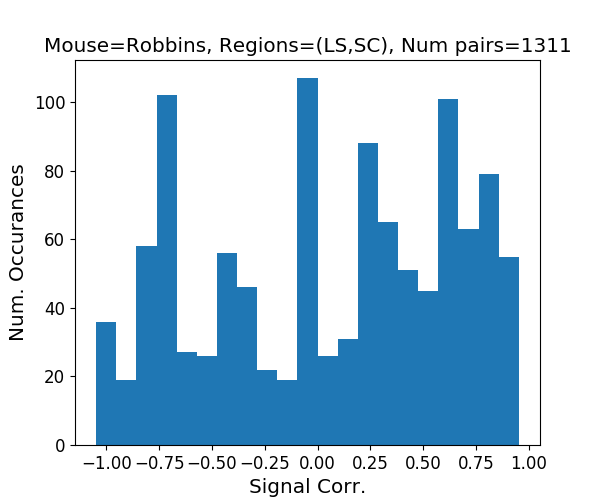 Mouse=Robbins, Regions=(LS,SC), Num pairs=1311
100
80
60
40
20
0
Num. Occurances
−1.00 −0.75 −0.50 −0.25 0.00 0.25 0.50 0.75 1.00
Signal Corr.